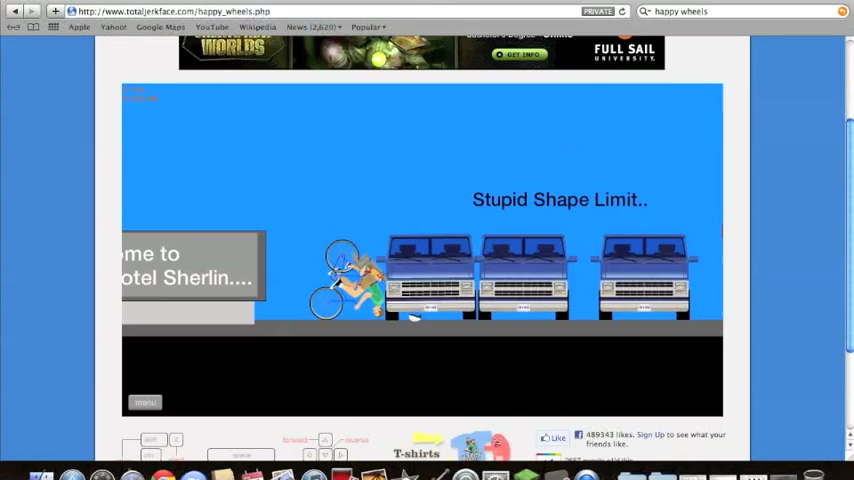 http://www.totaljerkface.com/happy_wheels.php
PRIVATE
happy wheels
Apple
Yahoo!
Google Maps
YouTube
Wikipedia
News (2,629)
Popular
WORLDS
GET INFO
FULL SAIL
UNIVERSITY
Stupid Shape Limit..
ome to
otel Sherlin....
menu
forward
reverse
space
T-shirts
Like
489343 likes. Sign Up to see what your
friends like.